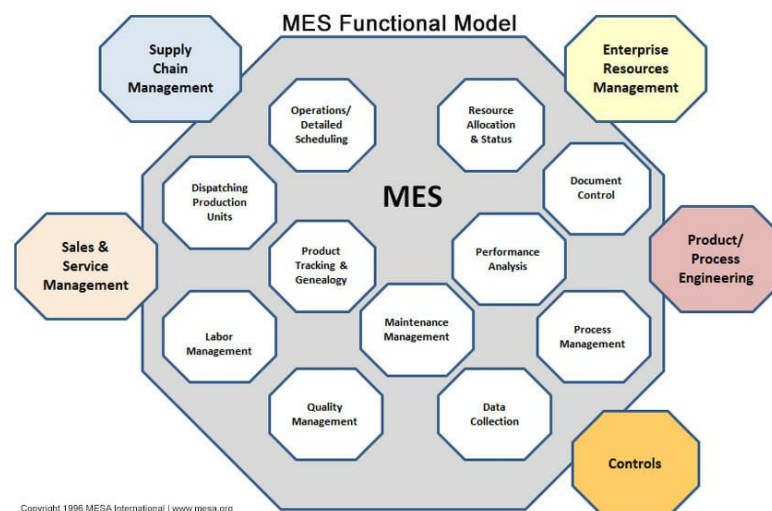 MES Functional Model
Supply
Chain
Management
Enterprise
Resources
Management
Operations/
Detailed
Scheduling
Resource
Allocation
& Status
Dispatching
Production
Units
MES
Document
Control
Sales &
Service
Management
Product
Tracking &
Genealogy
Performance
Analysis
Product/
Process
Engineering
Labor
Management
Maintenance
Management
Process
Management
Quality
Management
Data
Collection
Controls
Copyright 1996 MESA International | www.mesa.org